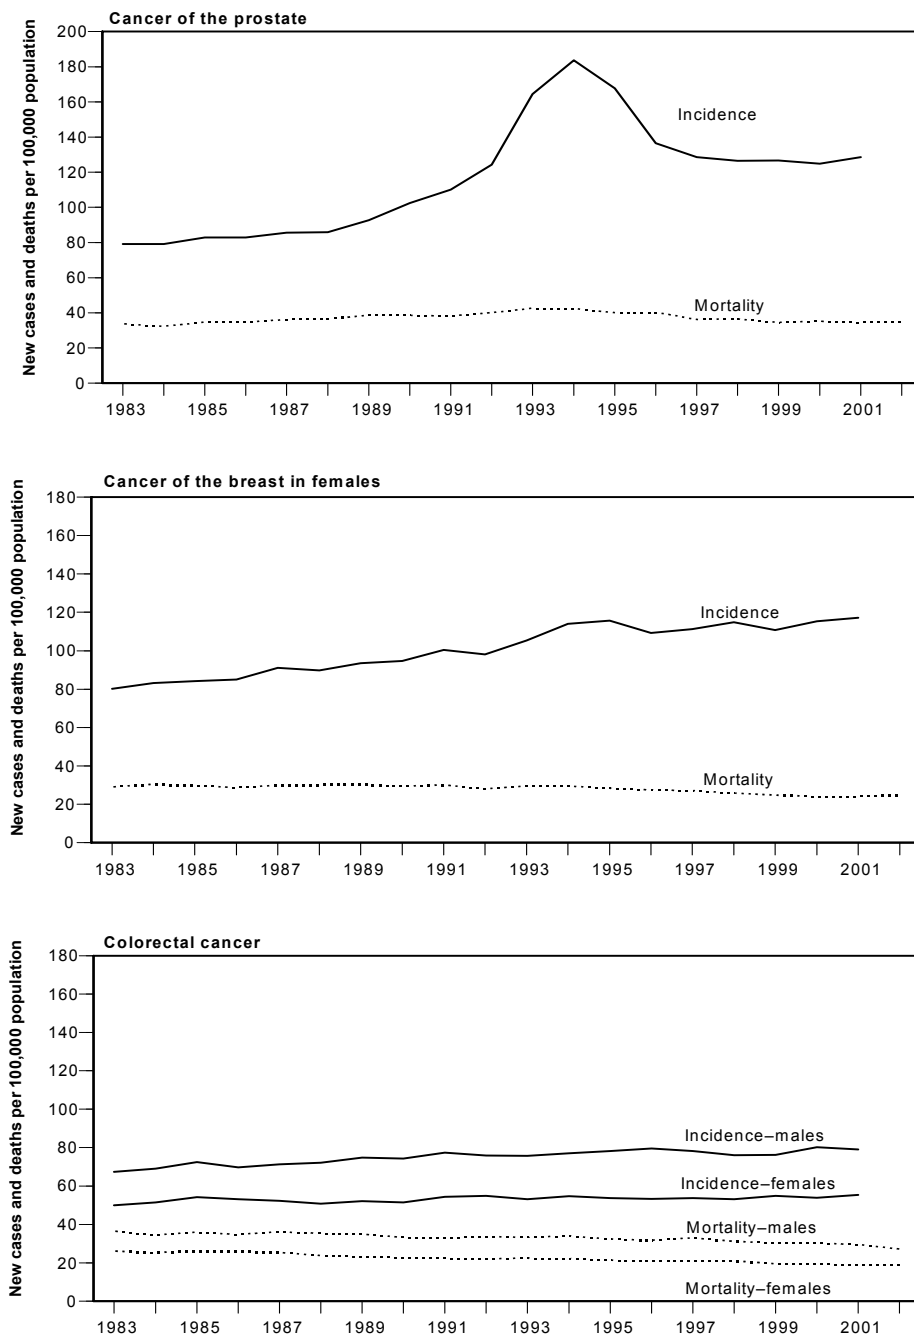 Cancer of the prostate
New cases and deaths per 100,000 population
200
180
160
140
120
100
80
60
40
20
0
Incidence
Mortality
1983 1985 1987 1989 1991 1993 1995 1997 1999 2001
Cancer of the breast in females
New cases and deaths per 100,000 population
180
160
140
120
100
80
60
40
20
0
Incidence
Mortality
1983 1985 1987 1989 1991 1993 1995 1997 1999 2001
Colorectal cancer
New cases and deaths per 100,000 population
180
160
140
120
100
80
60
40
20
0
Incidence–males
Incidence–females
Mortality–males
Mortality–females
1983 1985 1987 1989 1991 1993 1995 1997 1999 2001